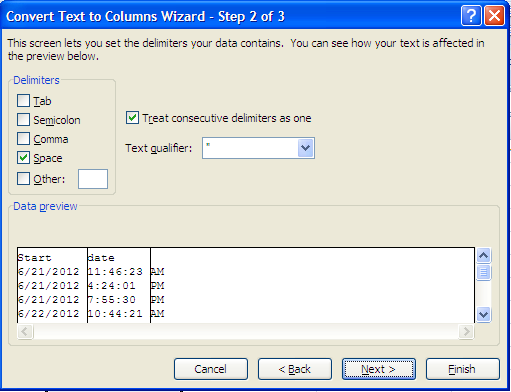 Convert Text to Columns Wizard - Step 2 of 3
This screen lets you set the delimiters your data contains.  You can see how your text is affected in
the preview below.
Delimiters
Tab
Semicolon
Comma
Space
Other:
Treat consecutive delimiters as one
Text qualifier: "
Data preview
Start date
6/21/2012 11:46:23 AM
6/21/2012 4:24:01 PM
6/21/2012 7:55:30 PM
6/22/2012 10:44:21 AM
Cancel < Back Next > Finish